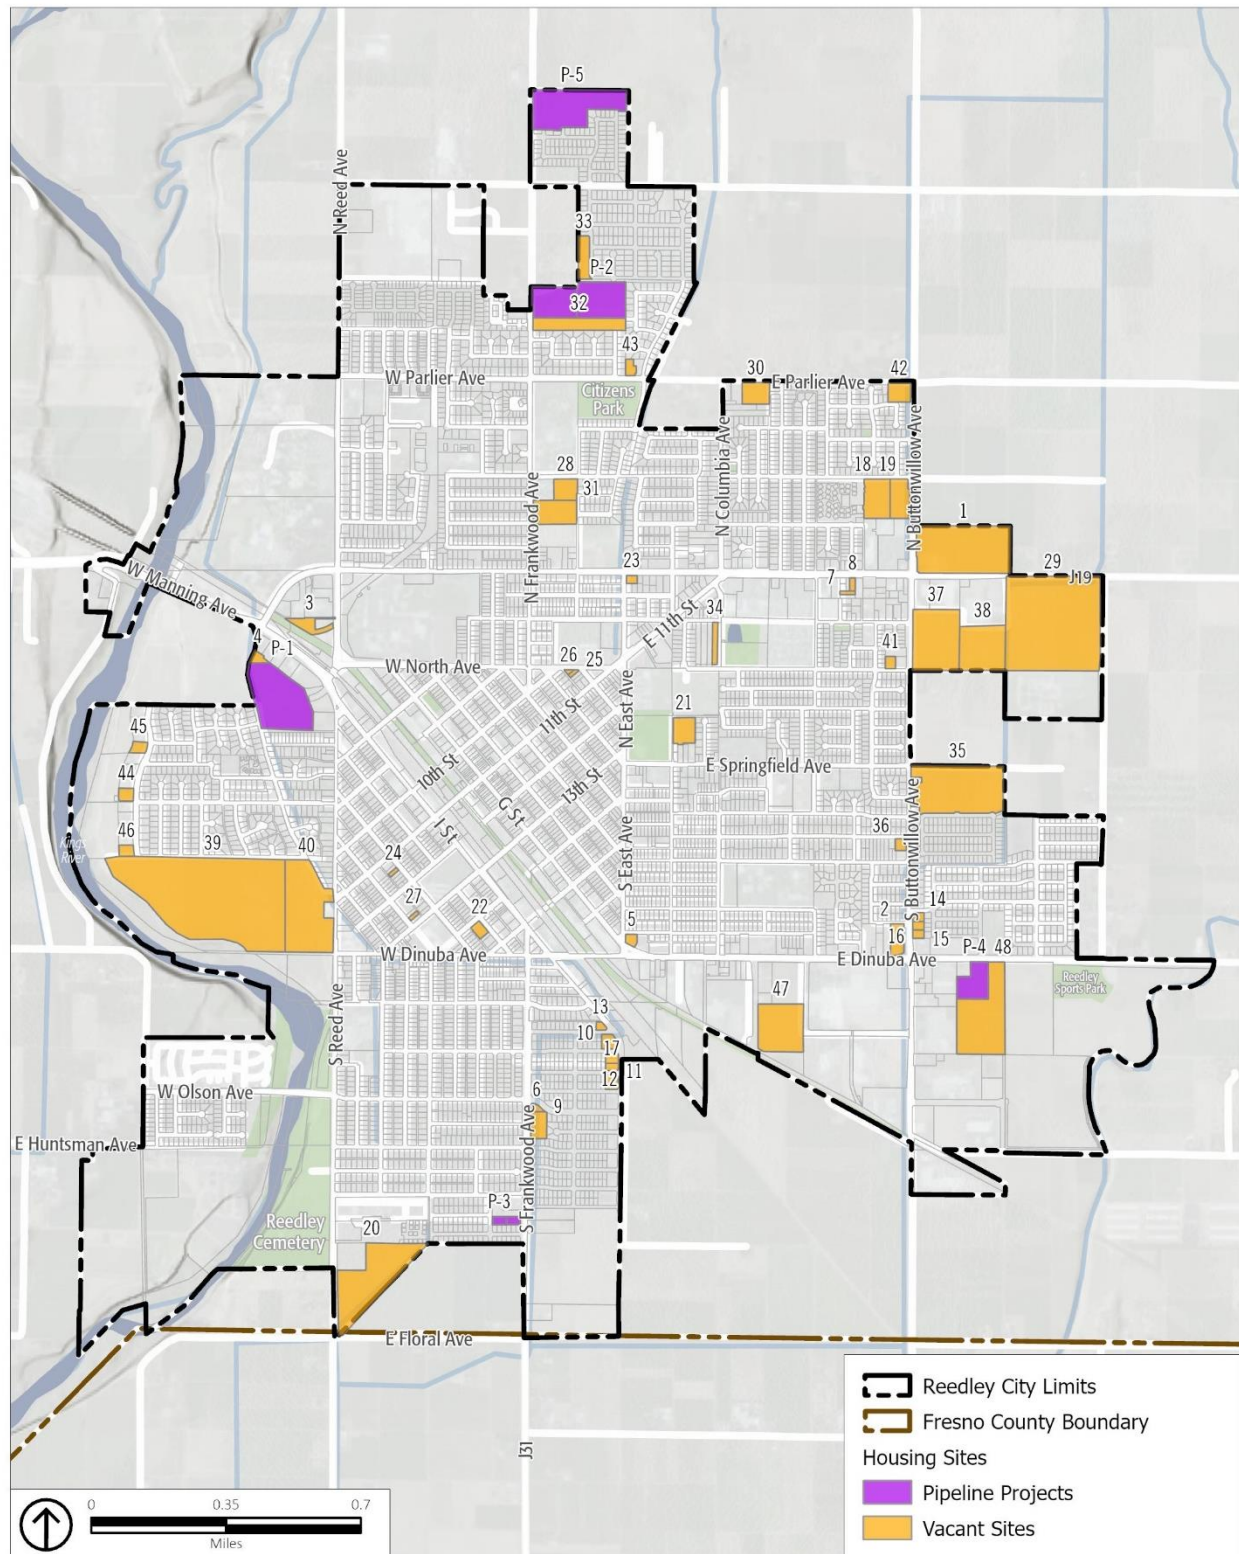 P-5
N Reed Ave
33
P-2
32
43
W Parlier Ave
Citizens
Park
30
E Parlier Ave
42
N Columbia Ave
N Buttonwillow Ave
28
31
N Frankwood Ave
18
19
1
23
7
8
29
J19
37
38
W Manning Ave
3
4
P-1
34
E 11th St
41
W North Ave
26
25
11th St
N East Ave
21
45
44
10th St
G St
13th St
E Springfield Ave
35
46
39
40
Kings
River
I St
24
27
22
S East Ave
5
36
S Buttonwillow Ave
2
14
16
15
W Dinuba Ave
E Dinuba Ave
P-4
48
Reedley
Sports Park
47
S Reed Ave
13
10
17
12
11
6
9
W Olson Ave
E Huntsman Ave
S Frankwood Ave
P-3
Reedley
Cemetery
20
E Floral Ave
J31
Reedley City Limits
Fresno County Boundary
Housing Sites
Pipeline Projects
Vacant Sites
0
0.35
0.7
Miles